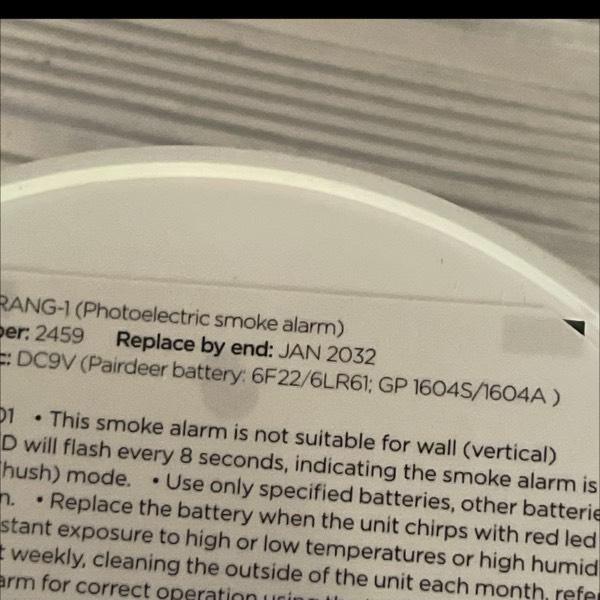 RANG-1 (Photoelectric smoke alarm)
ber: 2459 Replace by end: JAN 2032
c: DC9V (Pairdeer battery: 6F22/6LR61; GP 1604S/1604A )
01 • This smoke alarm is not suitable for wall (vertical)
D will flash every 8 seconds, indicating the smoke alarm is
(hush) mode. • Use only specified batteries, other batterie
n. • Replace the battery when the unit chirps with red led
stant exposure to high or low temperatures or high humid
t weekly, cleaning the outside of the unit each month, refe
arm for correct operation using the